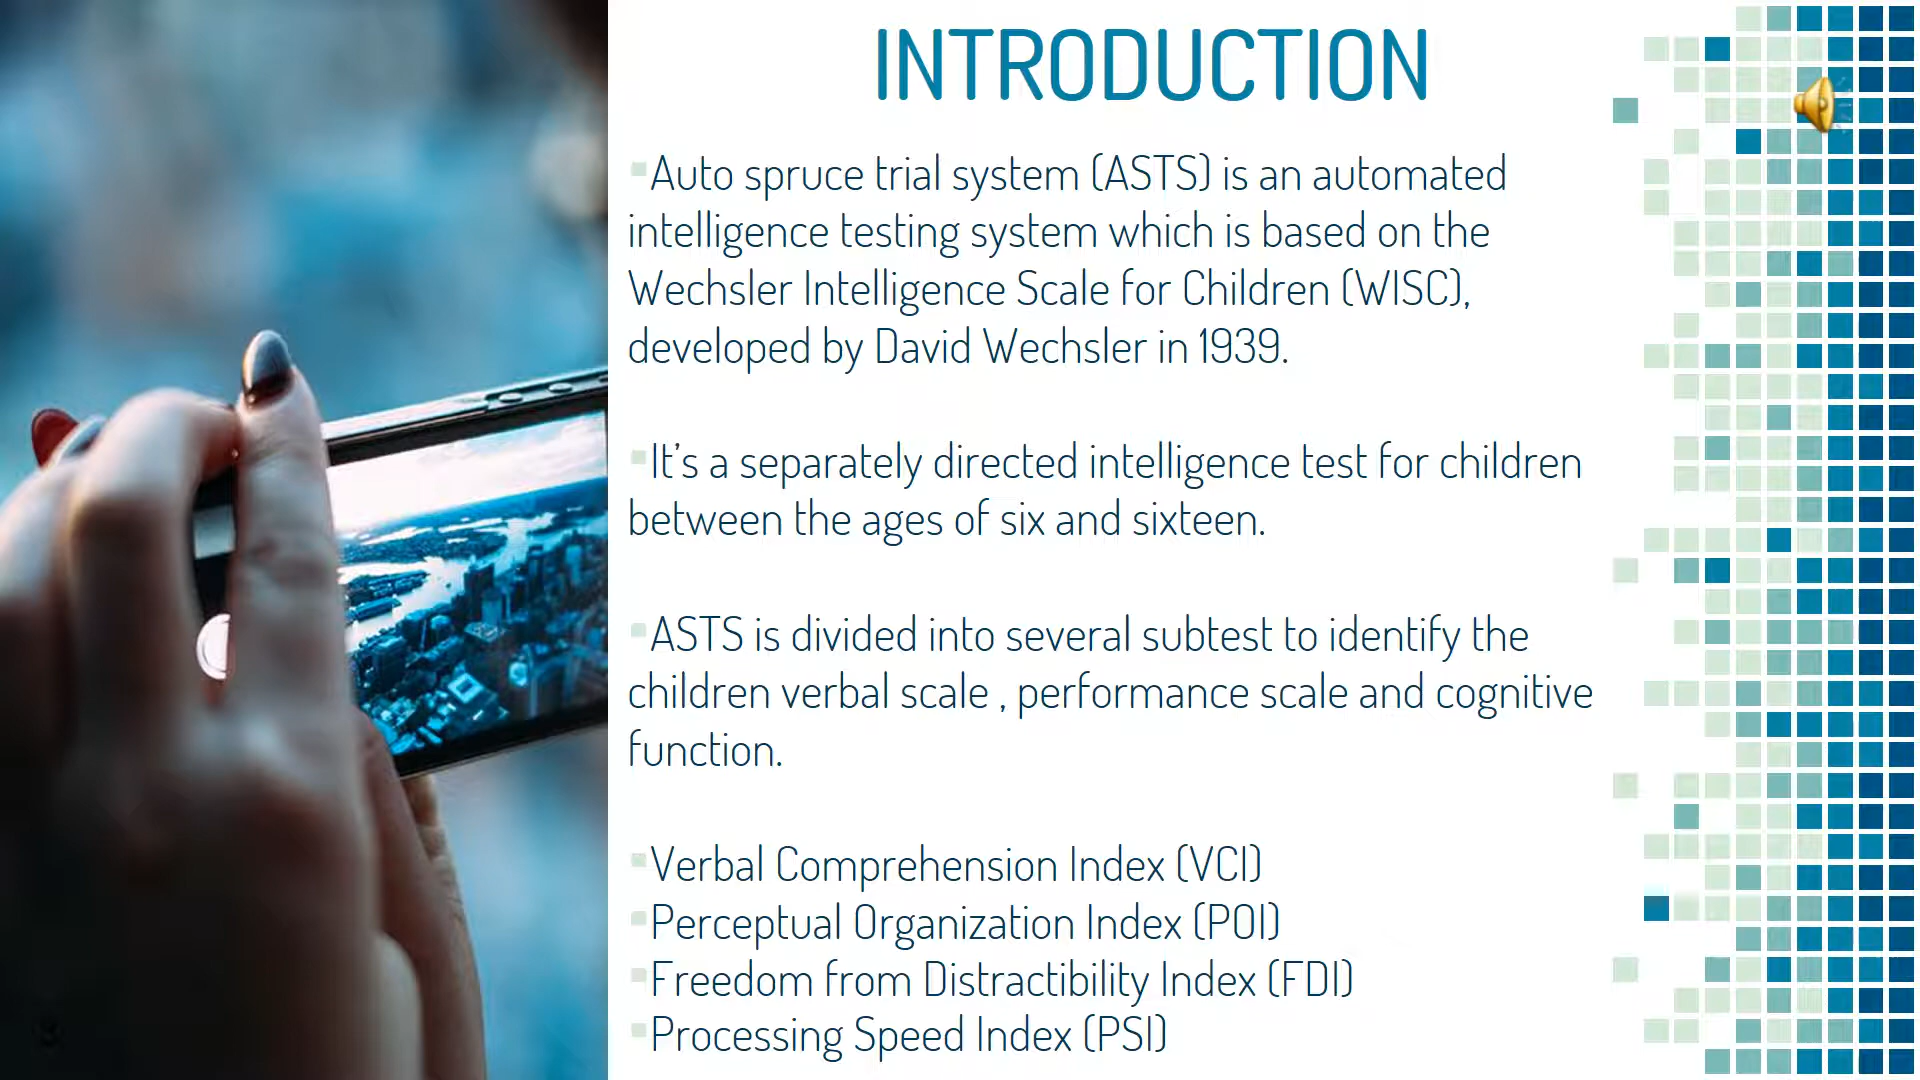 INTRODUCTION
Auto spruce trial system (ASTS) is an automated
intelligence testing system which is based on the
Wechsler Intelligence Scale for Children (WISC),
developed by David Wechsler in 1939.
It's a separately directed intelligence test for children
between the ages of six and sixteen.
ASTS is divided into several subtest to identify the
children verbal scale , performance scale and cognitive
function.
Verbal Comprehension Index (VCI)
Perceptual Organization Index (POI)
Freedom from Distractibility Index (FDI)
Processing Speed Index (PSI)